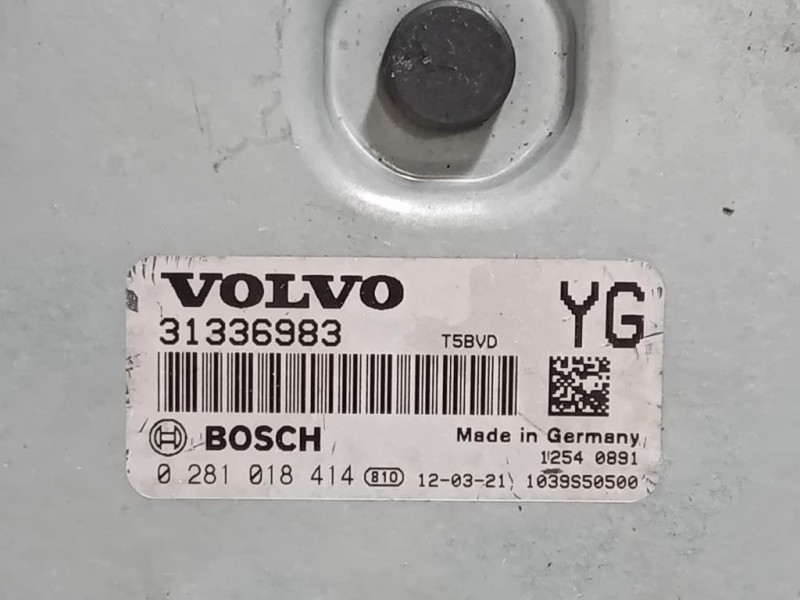 VOLVO YG
31336983 T5BVD
BOSCH Made in Germany
1254 0891
0 281 018 414 810 12-03-21 1039S50500